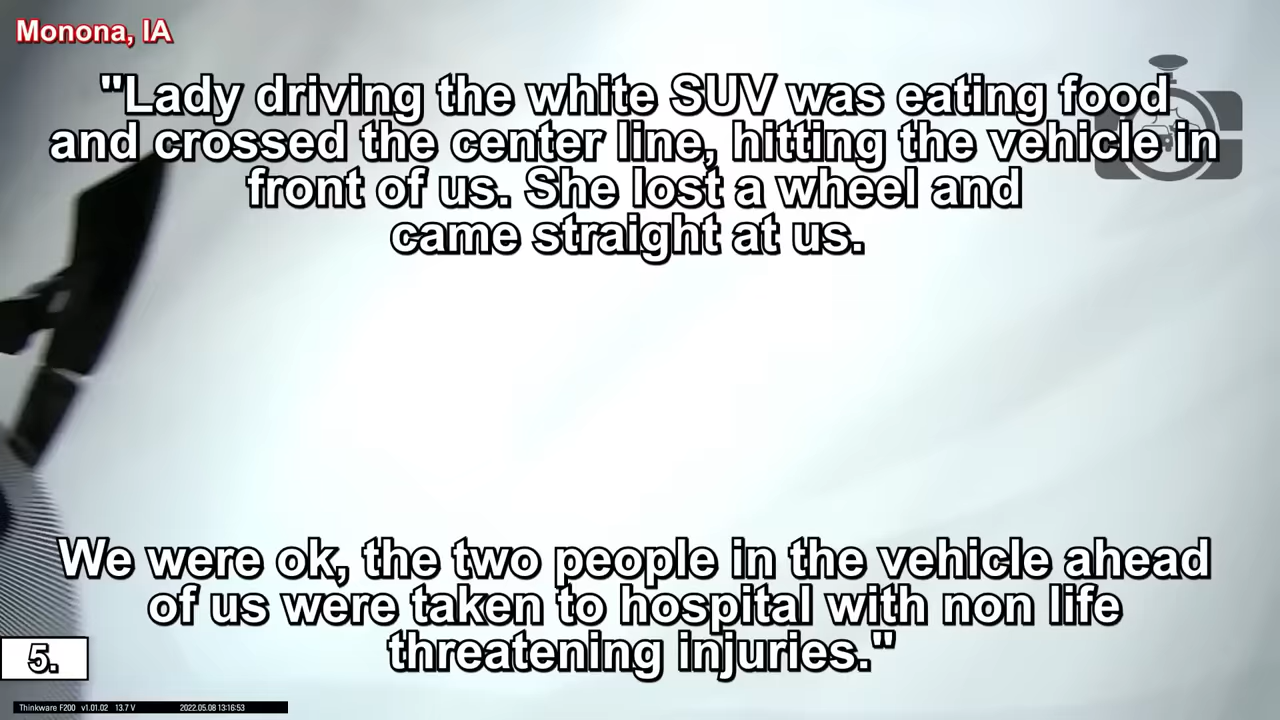 Monona, IA
"Lady driving the white SUV was eating food
and crossed the center line, hitting the vehicle in
front of us. She lost a wheel and
came straight at us.
We were ok, the two people in the vehicle ahead
of us were taken to hospital with non life
threatening injuries."
5.
Thinkware F200 v1.01.02 13.7 V 2022.05.08 13:16:53